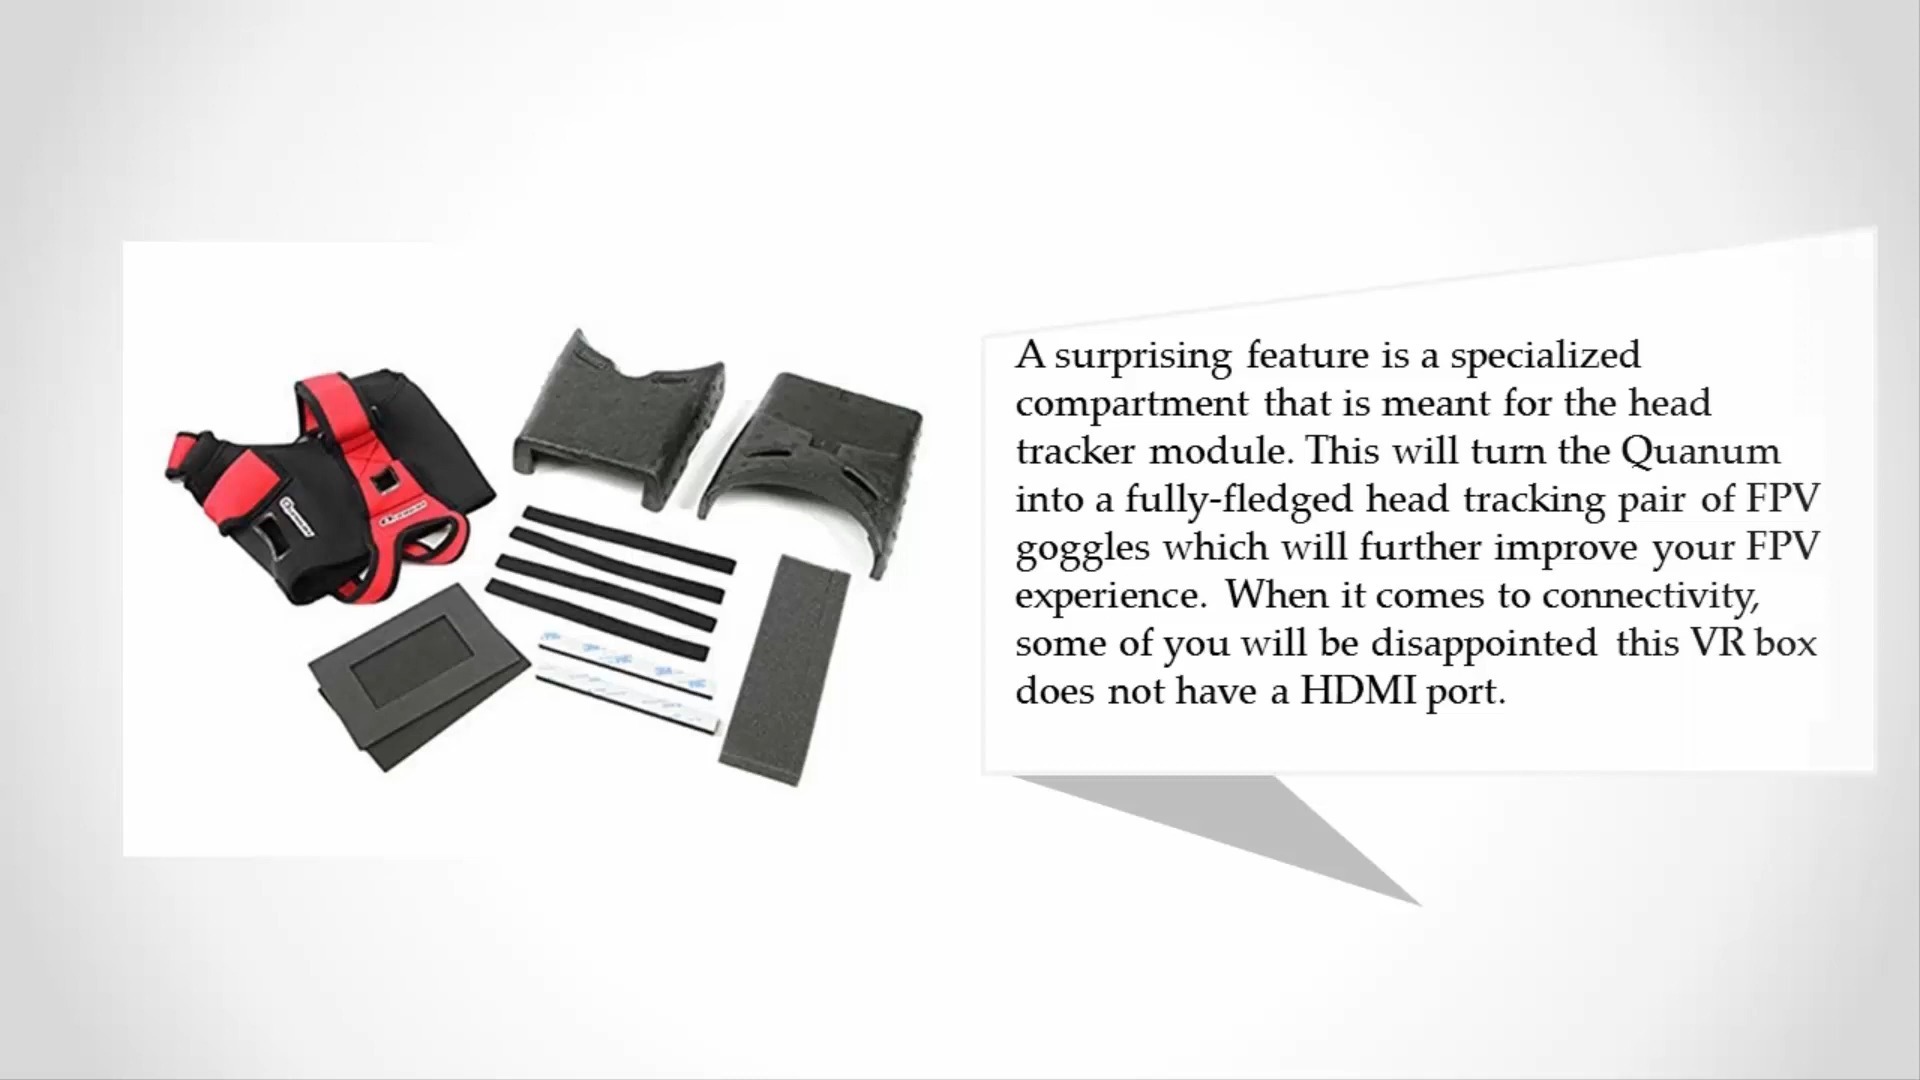 A surprising feature is a specialized
compartment that is meant for the head
tracker module. This will turn the Quanum
into a fully-fledged head tracking pair of FPV
goggles which will further improve your FPV
experience. When it comes to connectivity,
some of you will be disappointed this VR box
does not have a HDMI port.